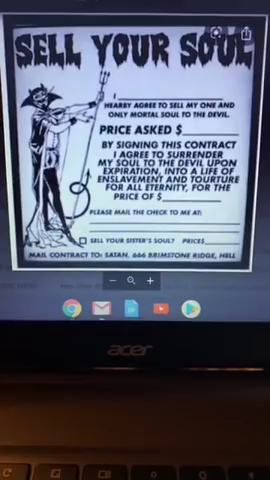 SELL YOUR SOUL
I
HEARBY AGREE TO SELL MY ONE AND
ONLY MORTAL SOUL TO THE DEVIL.
PRICE ASKED $
BY SIGNING THIS CONTRACT
I AGREE TO SURRENDER
MY SOUL TO THE DEVIL UPON
EXPIRATION, INTO A LIFE OF
ENSLAVEMENT AND TOURTURE
FOR ALL ETERNITY, FOR THE
PRICE OF $
PLEASE MAIL THE CHECK TO ME AT:
SELL YOUR SISTER'S SOUL? PRICE$
MAIL CONTRACT TO: SATAN, 666 BRIMSTONE RIDGE, HELL
acer